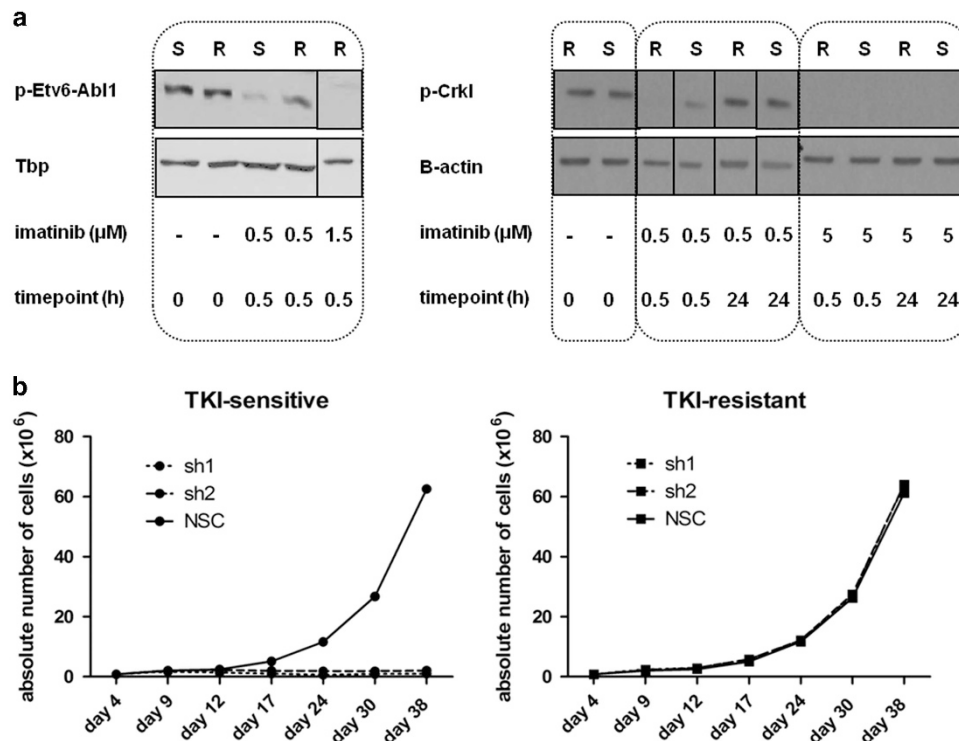 a
S R S R R
p-Etv6-Abl1
Tbp
imatinib (µM) - - 0.5 0.5 1.5
timepoint (h) 0 0 0.5 0.5 0.5
R S R S R S R S R S
p-Crkl
B-actin
imatinib (µM) - - 0.5 0.5 0.5 0.5 5 5 5 5
timepoint (h) 0 0 0.5 0.5 24 24 0.5 0.5 24 24
b
TKI-sensitive
absolute number of cells (x10⁶)
80
60
40
20
0
sh1
sh2
NSC
day 4 day 9 day 12 day 17 day 24 day 30 day 38
TKI-resistant
absolute number of cells (x10⁶)
80
60
40
20
0
sh1
sh2
NSC
day 4 day 9 day 12 day 17 day 24 day 30 day 38